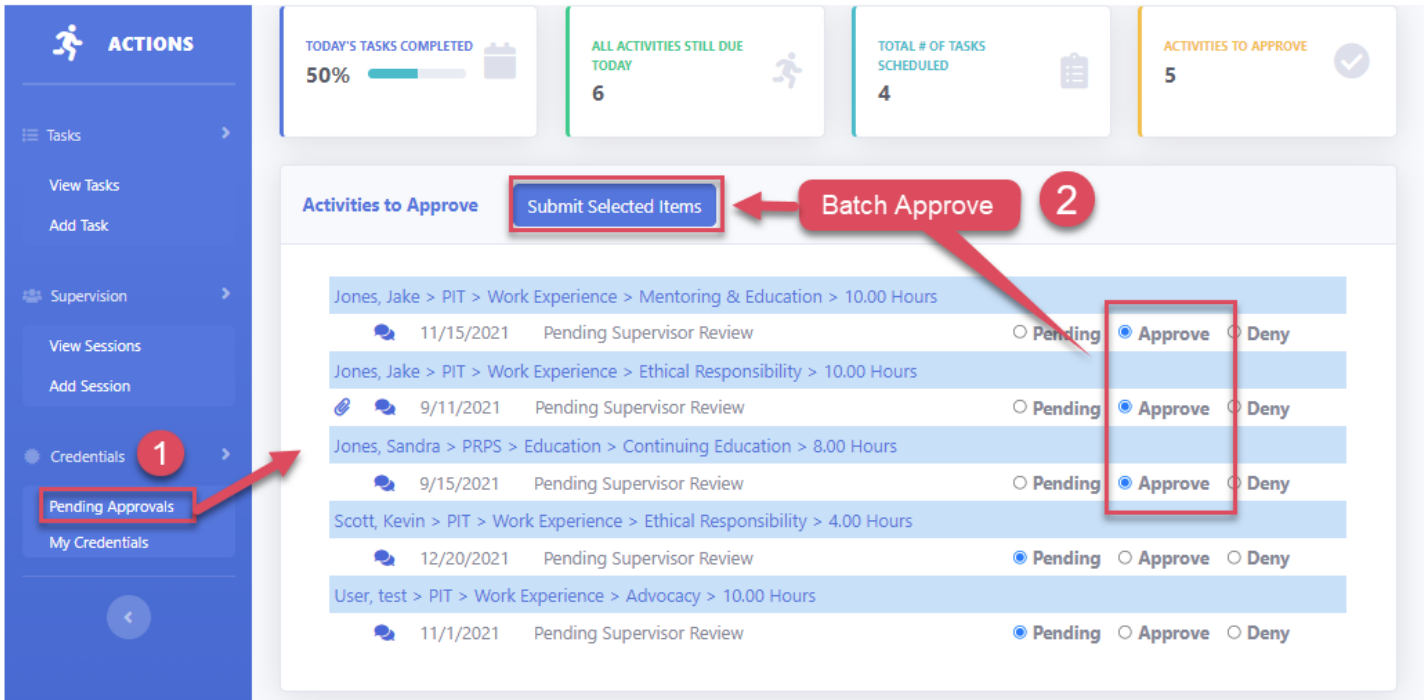 ACTIONS
Tasks
View Tasks
Add Task
Supervision
View Sessions
Add Session
Credentials
1
Pending Approvals
My Credentials
TODAY'S TASKS COMPLETED
50%
ALL ACTIVITIES STILL DUE
TODAY
6
TOTAL # OF TASKS
SCHEDULED
4
ACTIVITIES TO APPROVE
5
Activities to Approve Submit Selected Items Batch Approve 2
Jones, Jake > PIT > Work Experience > Mentoring & Education > 10.00 Hours
11/15/2021 Pending Supervisor Review Pending Approve Deny
Jones, Jake > PIT > Work Experience > Ethical Responsibility > 10.00 Hours
9/11/2021 Pending Supervisor Review Pending Approve Deny
Jones, Sandra > PRPS > Education > Continuing Education > 8.00 Hours
9/15/2021 Pending Supervisor Review Pending Approve Deny
Scott, Kevin > PIT > Work Experience > Ethical Responsibility > 4.00 Hours
12/20/2021 Pending Supervisor Review Pending Approve Deny
User, test > PIT > Work Experience > Advocacy > 10.00 Hours
11/1/2021 Pending Supervisor Review Pending Approve Deny